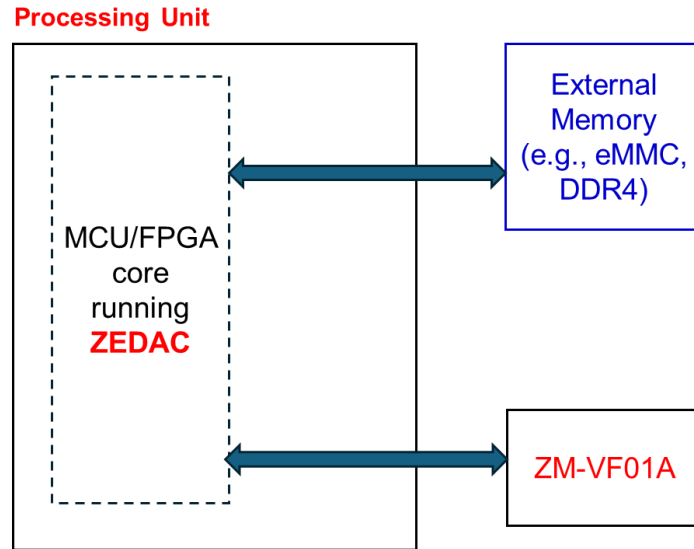 Processing Unit
External
Memory
(e.g., eMMC,
DDR4)
MCU/FPGA
core
running
ZEDAC
ZM-VF01A